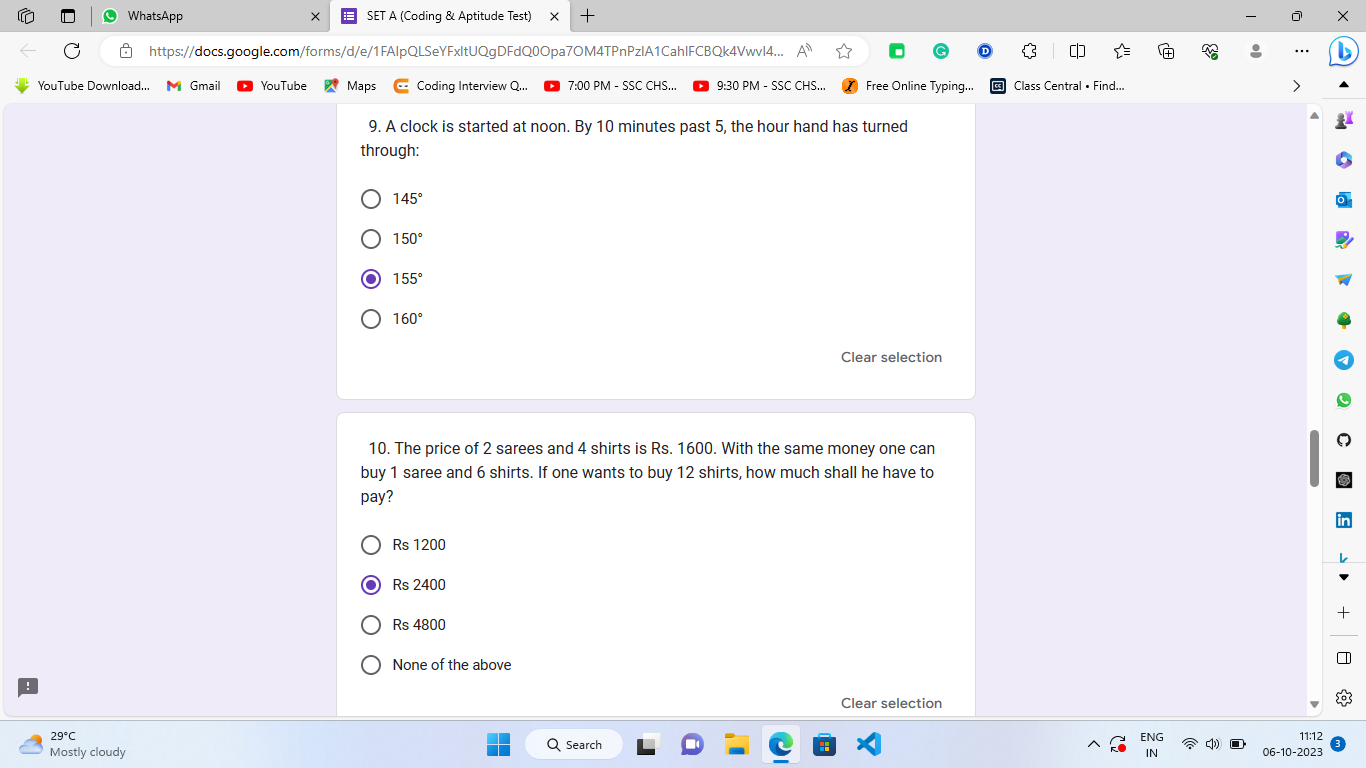 WhatsApp
SET A (Coding & Aptitude Test)
https://docs.google.com/forms/d/e/1FAIpQLSeYFxltUQgDFdQ0Opa7OM4TPnPzlA1CahlFCBQk4Vwvl4...
YouTube Download...
Gmail
YouTube
Maps
Coding Interview Q...
7:00 PM - SSC CHS...
9:30 PM - SSC CHS...
Free Online Typing...
Class Central • Find...
9. A clock is started at noon. By 10 minutes past 5, the hour hand has turned
through:
145°
150°
155°
160°
Clear selection
10. The price of 2 sarees and 4 shirts is Rs. 1600. With the same money one can
buy 1 saree and 6 shirts. If one wants to buy 12 shirts, how much shall he have to
pay?
Rs 1200
Rs 2400
Rs 4800
None of the above
Clear selection
29°C
Mostly cloudy
Search
ENG
IN
11:12
06-10-2023
3